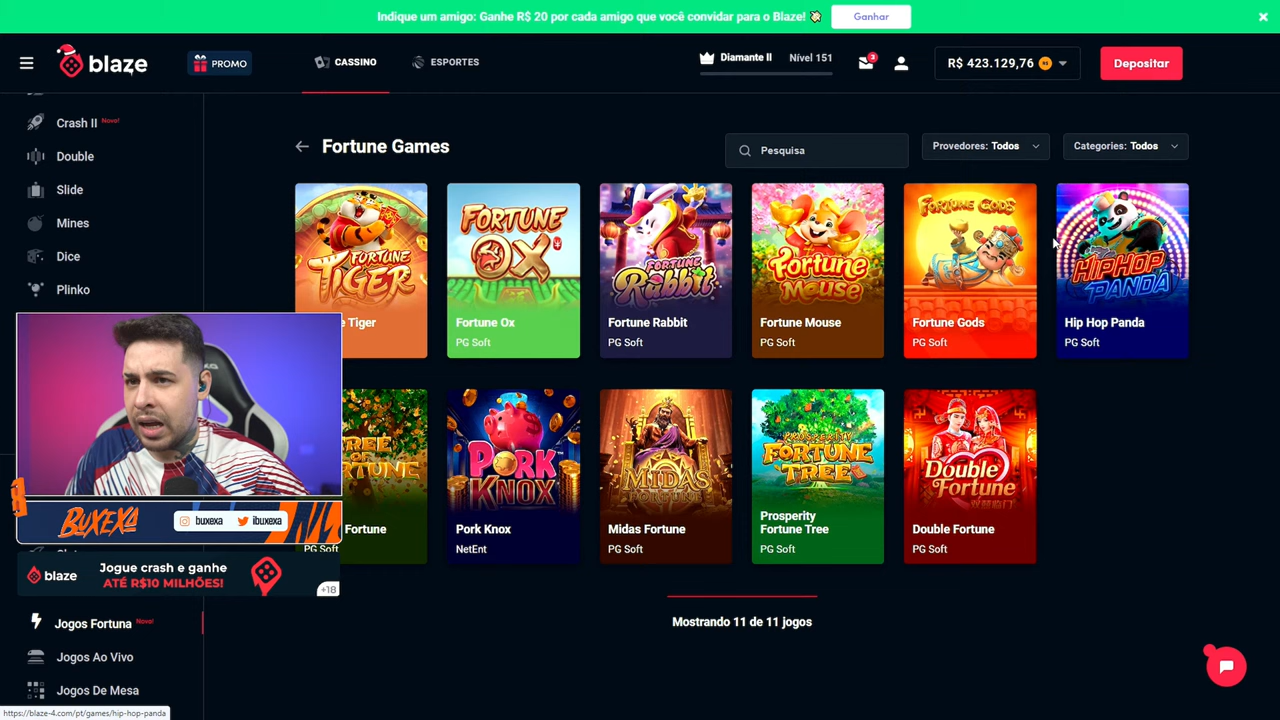 Indique um amigo: Ganhe R$ 20 por cada amigo que você convidar para o Blaze!
Ganhar
blaze
PROMO
CASSINO
ESPORTES
Diamante II
Nível 151
3
R$ 423.129,76
R$
Depositar
Crash II Novo!
Double
Slide
Mines
Dice
Plinko
Fortune Games
Pesquisa
Provedores: Todos
Categories: Todos
FORTUNE
TIGER
e Tiger
FORTUNE
OX
Fortune Ox
PG Soft
FORTUNE
Rabbit
Fortune Rabbit
PG Soft
Fortune
Mouse
Fortune Mouse
PG Soft
FORTUNE GODS
Fortune Gods
PG Soft
HIPHOP
PANDA
Hip Hop Panda
PG Soft
TREE
OF
FORTUNE
Fortune
PG Soft
PORK
KNOX
Pork Knox
NetEnt
MIDAS
FORTUNE
Midas Fortune
PG Soft
PROSPERITY
FORTUNE
TREE
Prosperity
Fortune Tree
PG Soft
Double
Fortune
Double Fortune
PG Soft
Mostrando 11 de 11 jogos
BUXEXA
buxexa
ibuxexa
blaze
Jogue crash e ganhe
ATÉ R$10 MILHÕES!
+18
Jogos Fortuna Novo!
Jogos Ao Vivo
Jogos De Mesa
https://blaze-4.com/pt/games/hip-hop-panda